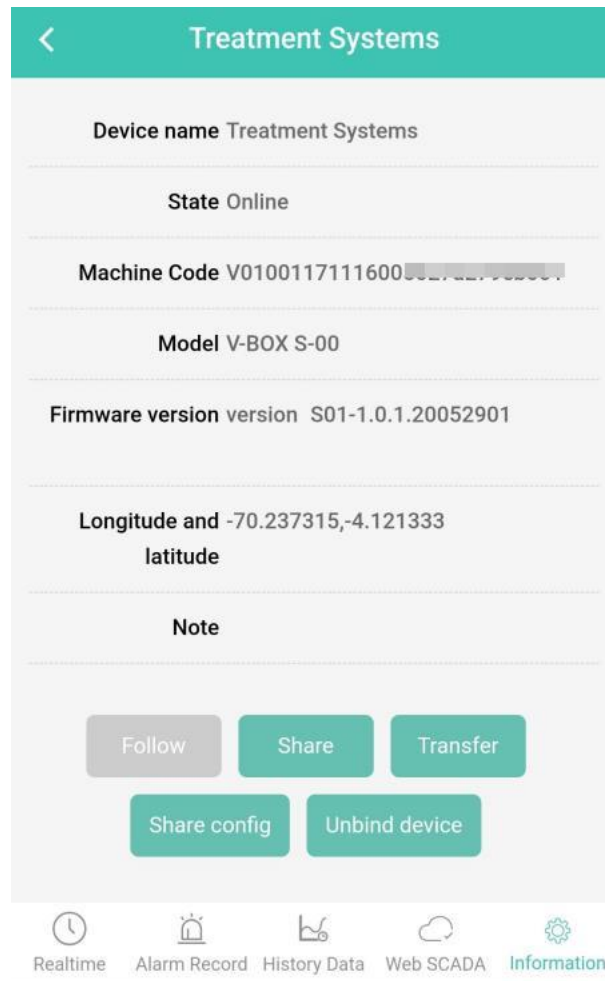 Treatment Systems
Device name Treatment Systems
State Online
Machine Code V0100117111600
Model V-BOX S-00
Firmware version version S01-1.0.1.20052901
Longitude and -70.237315,-4.121333
latitude
Note
Follow Share Transfer
Share config Unbind device
Realtime Alarm Record History Data Web SCADA Information